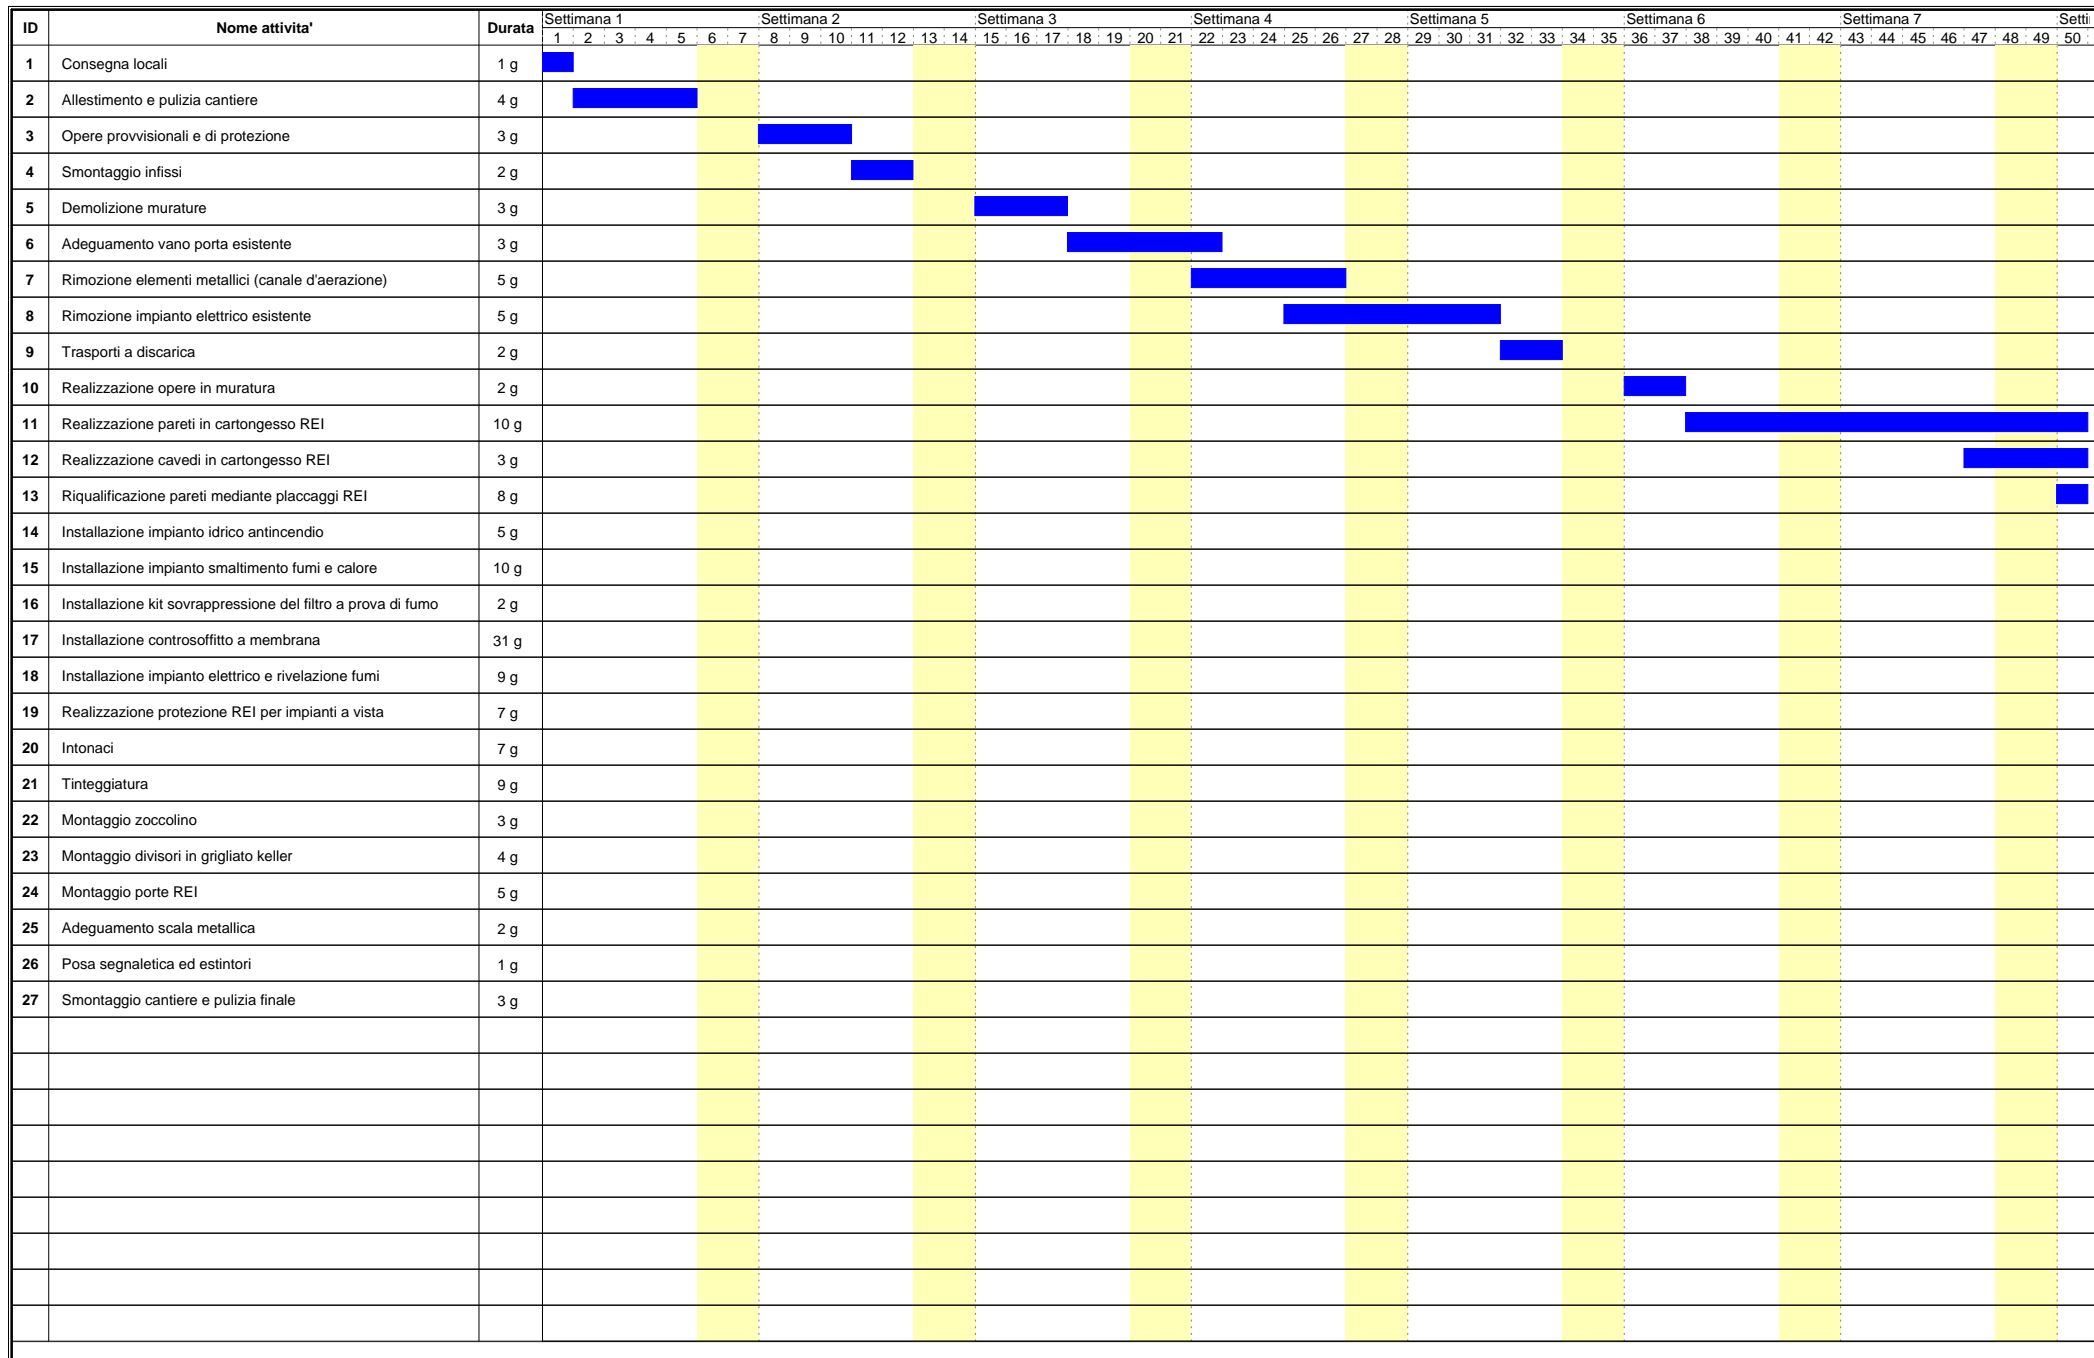 ID Nome attivita' Durata Settimana 1 Settimana 2 Settimana 3 Settimana 4 Settimana 5 Settimana 6 Settimana 7 Setti
1 2 3 4 5 6 7 8 9 10 11 12 13 14 15 16 17 18 19 20 21 22 23 24 25 26 27 28 29 30 31 32 33 34 35 36 37 38 39 40 41 42 43 44 45 46 47 48 49 50
1 Consegna locali 1 g
2 Allestimento e pulizia cantiere 4 g
3 Opere provvisionali e di protezione 3 g
4 Smontaggio infissi 2 g
5 Demolizione murature 3 g
6 Adeguamento vano porta esistente 3 g
7 Rimozione elementi metallici (canale d'aerazione) 5 g
8 Rimozione impianto elettrico esistente 5 g
9 Trasporti a discarica 2 g
10 Realizzazione opere in muratura 2 g
11 Realizzazione pareti in cartongesso REI 10 g
12 Realizzazione cavedi in cartongesso REI 3 g
13 Riqualificazione pareti mediante placcaggi REI 8 g
14 Installazione impianto idrico antincendio 5 g
15 Installazione impianto smaltimento fumi e calore 10 g
16 Installazione kit sovrappressione del filtro a prova di fumo 2 g
17 Installazione controsoffitto a membrana 31 g
18 Installazione impianto elettrico e rivelazione fumi 9 g
19 Realizzazione protezione REI per impianti a vista 7 g
20 Intonaci 7 g
21 Tinteggiatura 9 g
22 Montaggio zoccolino 3 g
23 Montaggio divisori in grigliato keller 4 g
24 Montaggio porte REI 5 g
25 Adeguamento scala metallica 2 g
26 Posa segnaletica ed estintori 1 g
27 Smontaggio cantiere e pulizia finale 3 g